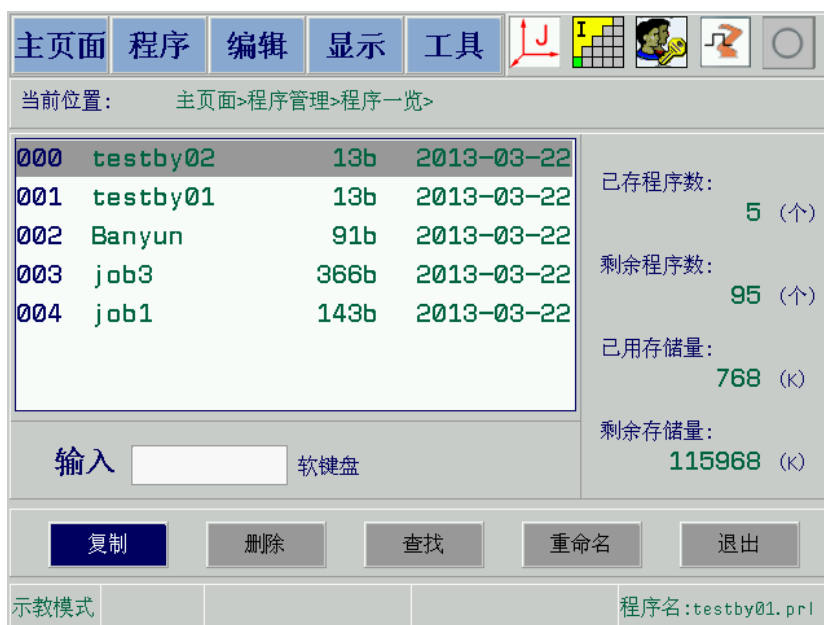 主页面 程序 编辑 显示 工具 J I
当前位置: 主页面>程序管理>程序一览>
000 testby02 13b 2013-03-22
001 testby01 13b 2013-03-22
002 Banyun 91b 2013-03-22
003 job3 366b 2013-03-22
004 job1 143b 2013-03-22
已存程序数:
5 (个)
剩余程序数:
95 (个)
已用存储量:
768 (K)
剩余存储量:
115968 (K)
输入 软键盘
复制 删除 查找 重命名 退出
示教模式 程序名:testby01.prl